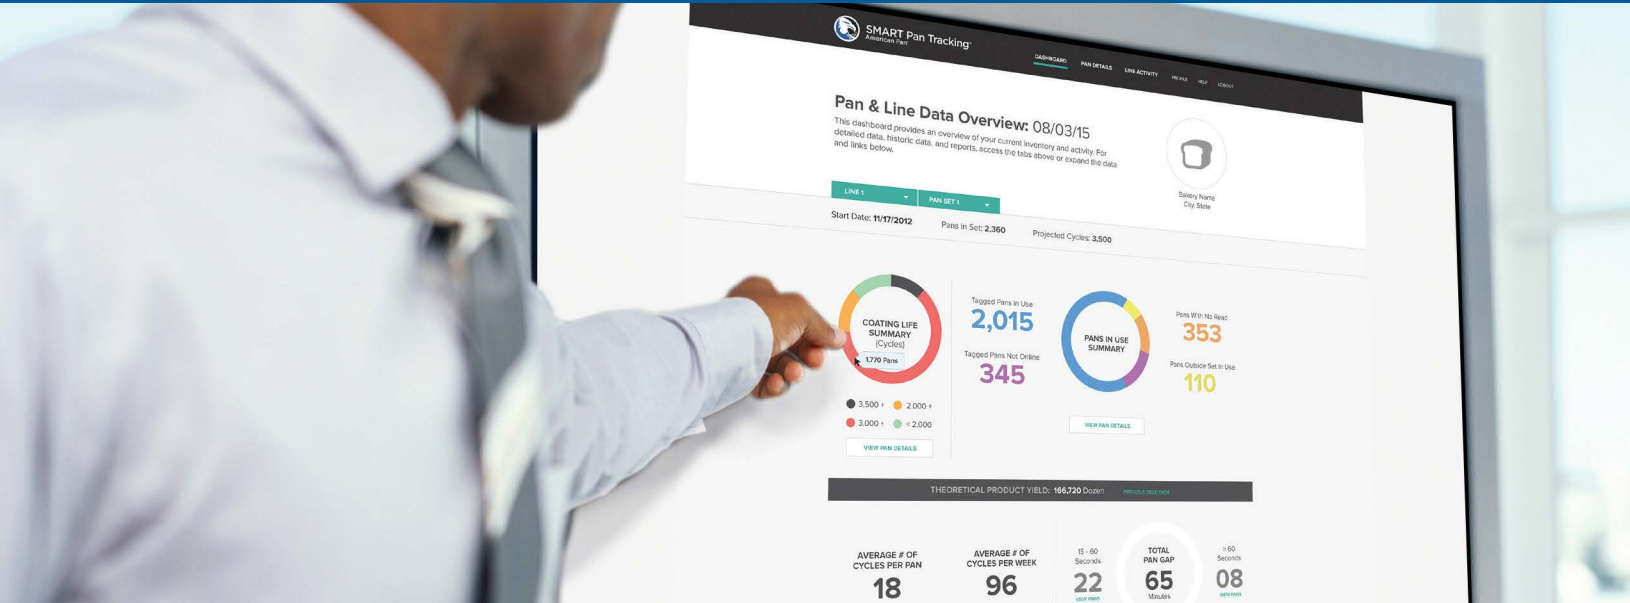 SMART Pan Tracking
American Pan
DASHBOARD
PAN DETAILS
LINE ACTIVITY
PROFILE
HELP
LOGOUT
Pan & Line Data Overview: 08/03/15
This dashboard provides an overview of your current inventory and activity. For
detailed data, historic data, and reports, access the tabs above or expand the data
and links below.
Bakery Name
City, State
LINE 1
PAN SET 1
Start Date: 11/17/2012
Pans In Set: 2,360
Projected Cycles: 3,500
COATING LIFE
SUMMARY
(Cycles)
1,770 Pans
3,500 +
2,000 +
3,000 +
< 2,000
VIEW PAN DETAILS
Tagged Pans in Use
2,015
Tagged Pans Not Online
345
PANS IN USE
SUMMARY
VIEW PAN DETAILS
Pans With No Read
353
Pans Outside Set In Use
110
THEORETICAL PRODUCT YIELD: 166,720 Dozen
AVERAGE # OF
CYCLES PER PAN
18
AVERAGE # OF
CYCLES PER WEEK
96
15 - 60
Seconds
22
VIEW PANS
TOTAL
PAN GAP
65
Minutes
> 60
Seconds
08
VIEW PANS